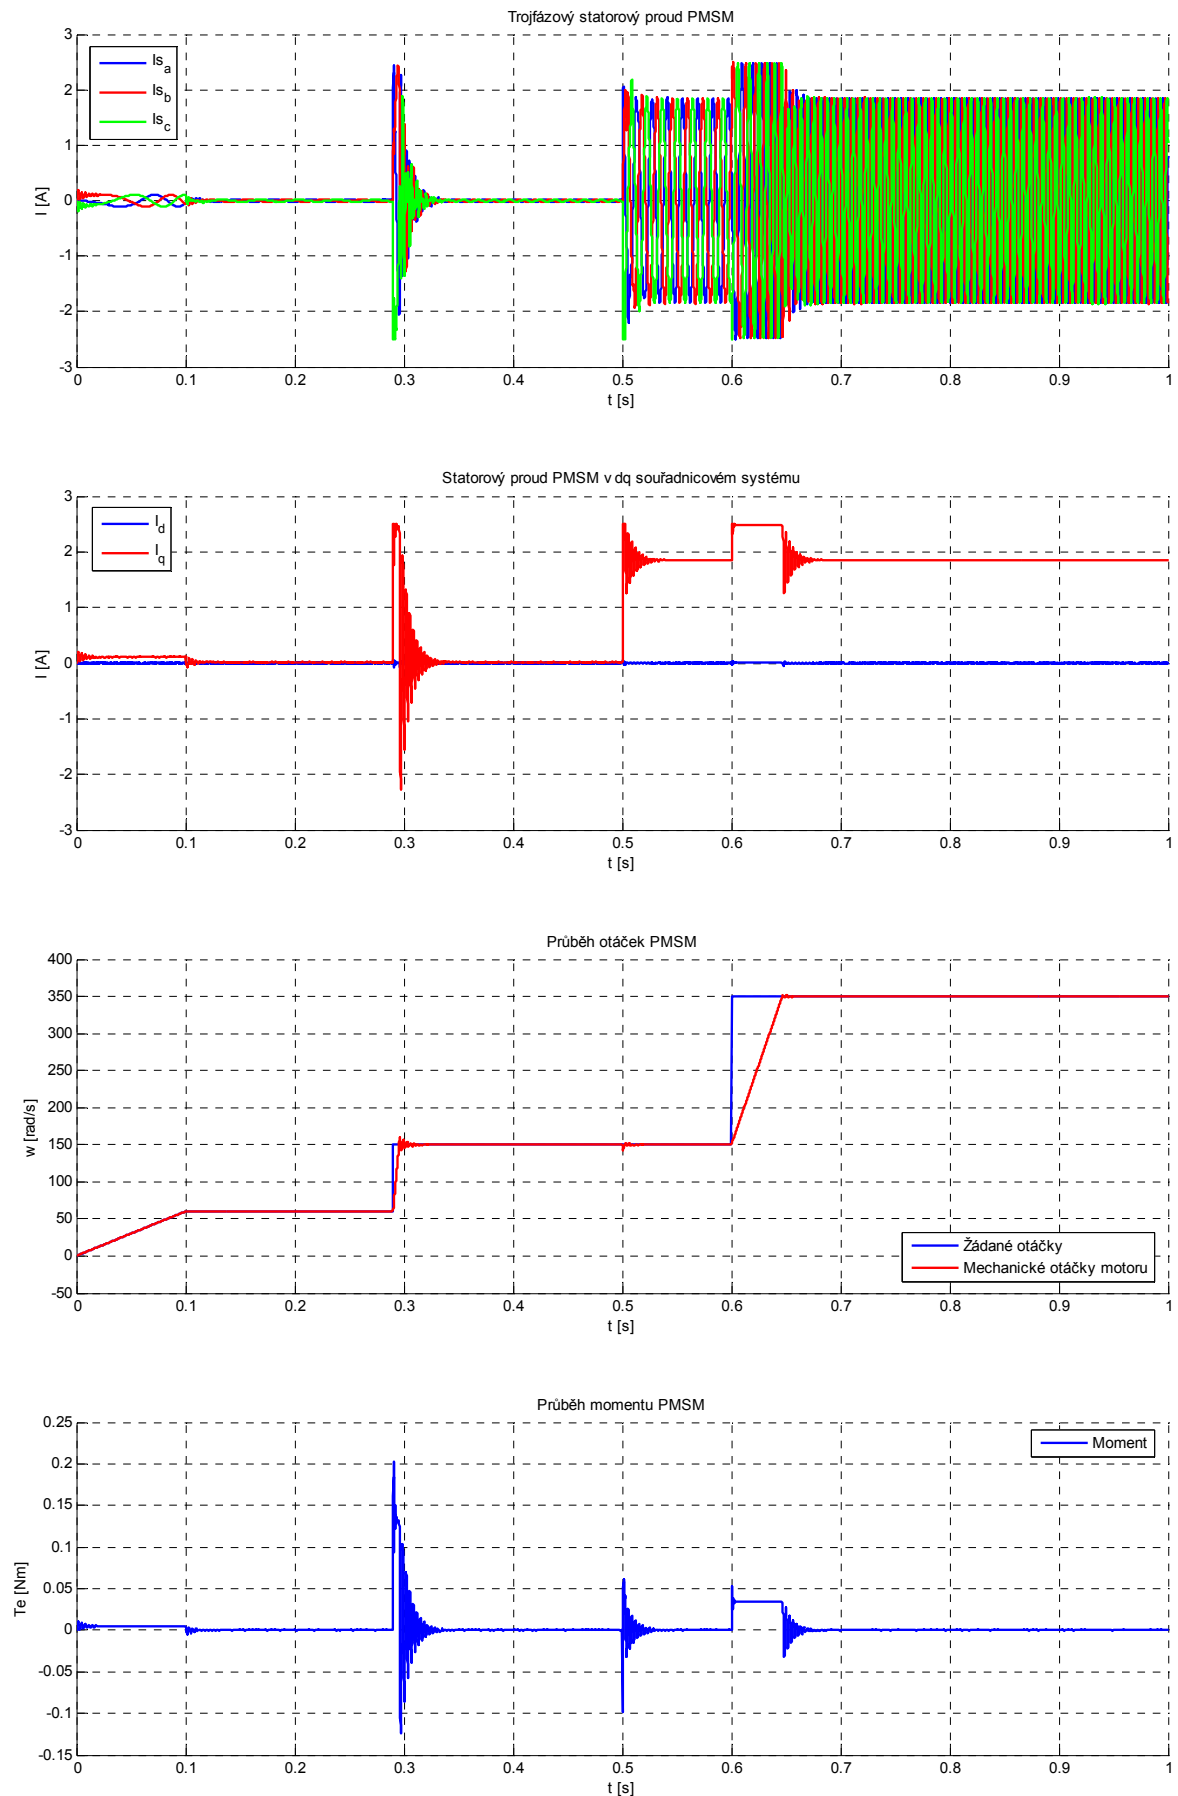 Trojfázový statorový proud PMSM
3
2
1
0
-1
-2
-3
I [A]
Is_a
Is_b
Is_c
0 0.1 0.2 0.3 0.4 0.5 0.6 0.7 0.8 0.9 1
t [s]
Statorový proud PMSM v dq souřadnicovém systému
3
2
1
0
-1
-2
-3
I [A]
I_d
I_q
0 0.1 0.2 0.3 0.4 0.5 0.6 0.7 0.8 0.9 1
t [s]
Průběh otáček PMSM
400
350
300
250
200
150
100
50
0
-50
w [rad/s]
Žádané otáčky
Mechanické otáčky motoru
0 0.1 0.2 0.3 0.4 0.5 0.6 0.7 0.8 0.9 1
t [s]
Průběh momentu PMSM
0.25
0.2
0.15
0.1
0.05
0
-0.05
-0.1
-0.15
Te [Nm]
Moment
0 0.1 0.2 0.3 0.4 0.5 0.6 0.7 0.8 0.9 1
t [s]